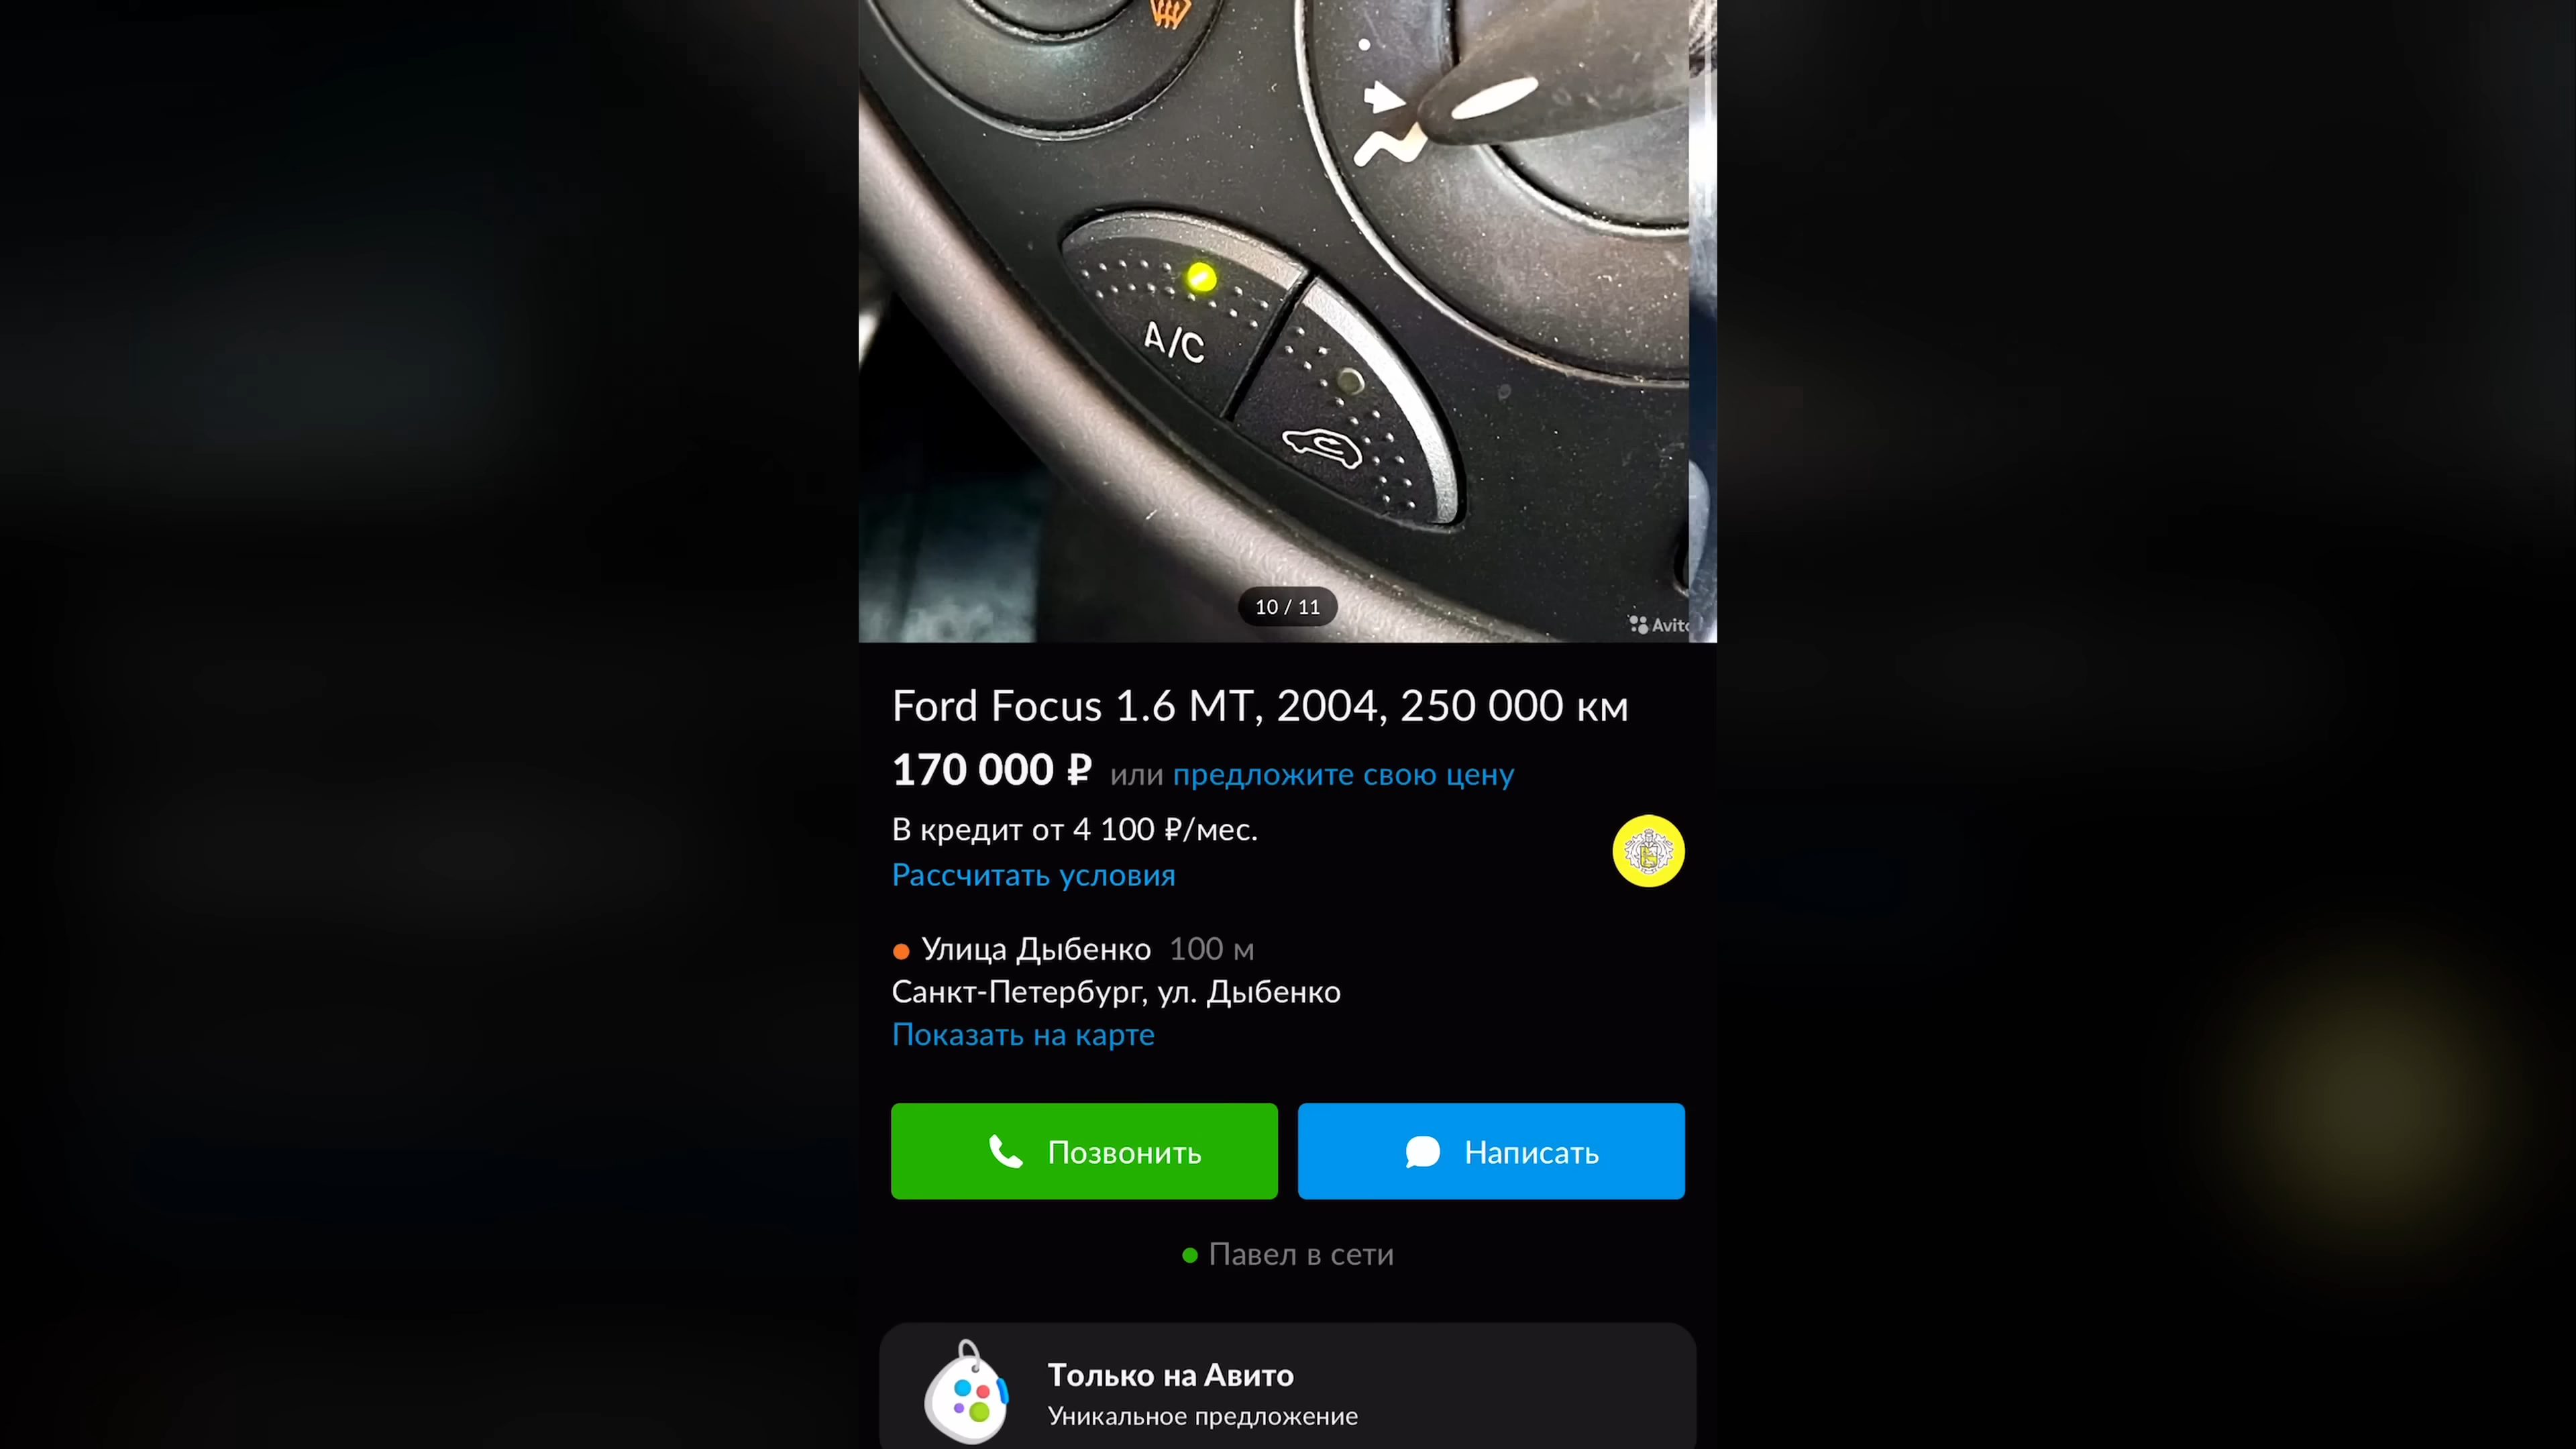 A/C
10 / 11
Avito
Ford Focus 1.6 MT, 2004, 250 000 км
170 000 ₽ или предложите свою цену
В кредит от 4 100 ₽/мес.
Рассчитать условия
Улица Дыбенко 100 м
Санкт-Петербург, ул. Дыбенко
Показать на карте
Позвонить
Написать
Павел в сети
Только на Авито
Уникальное предложение